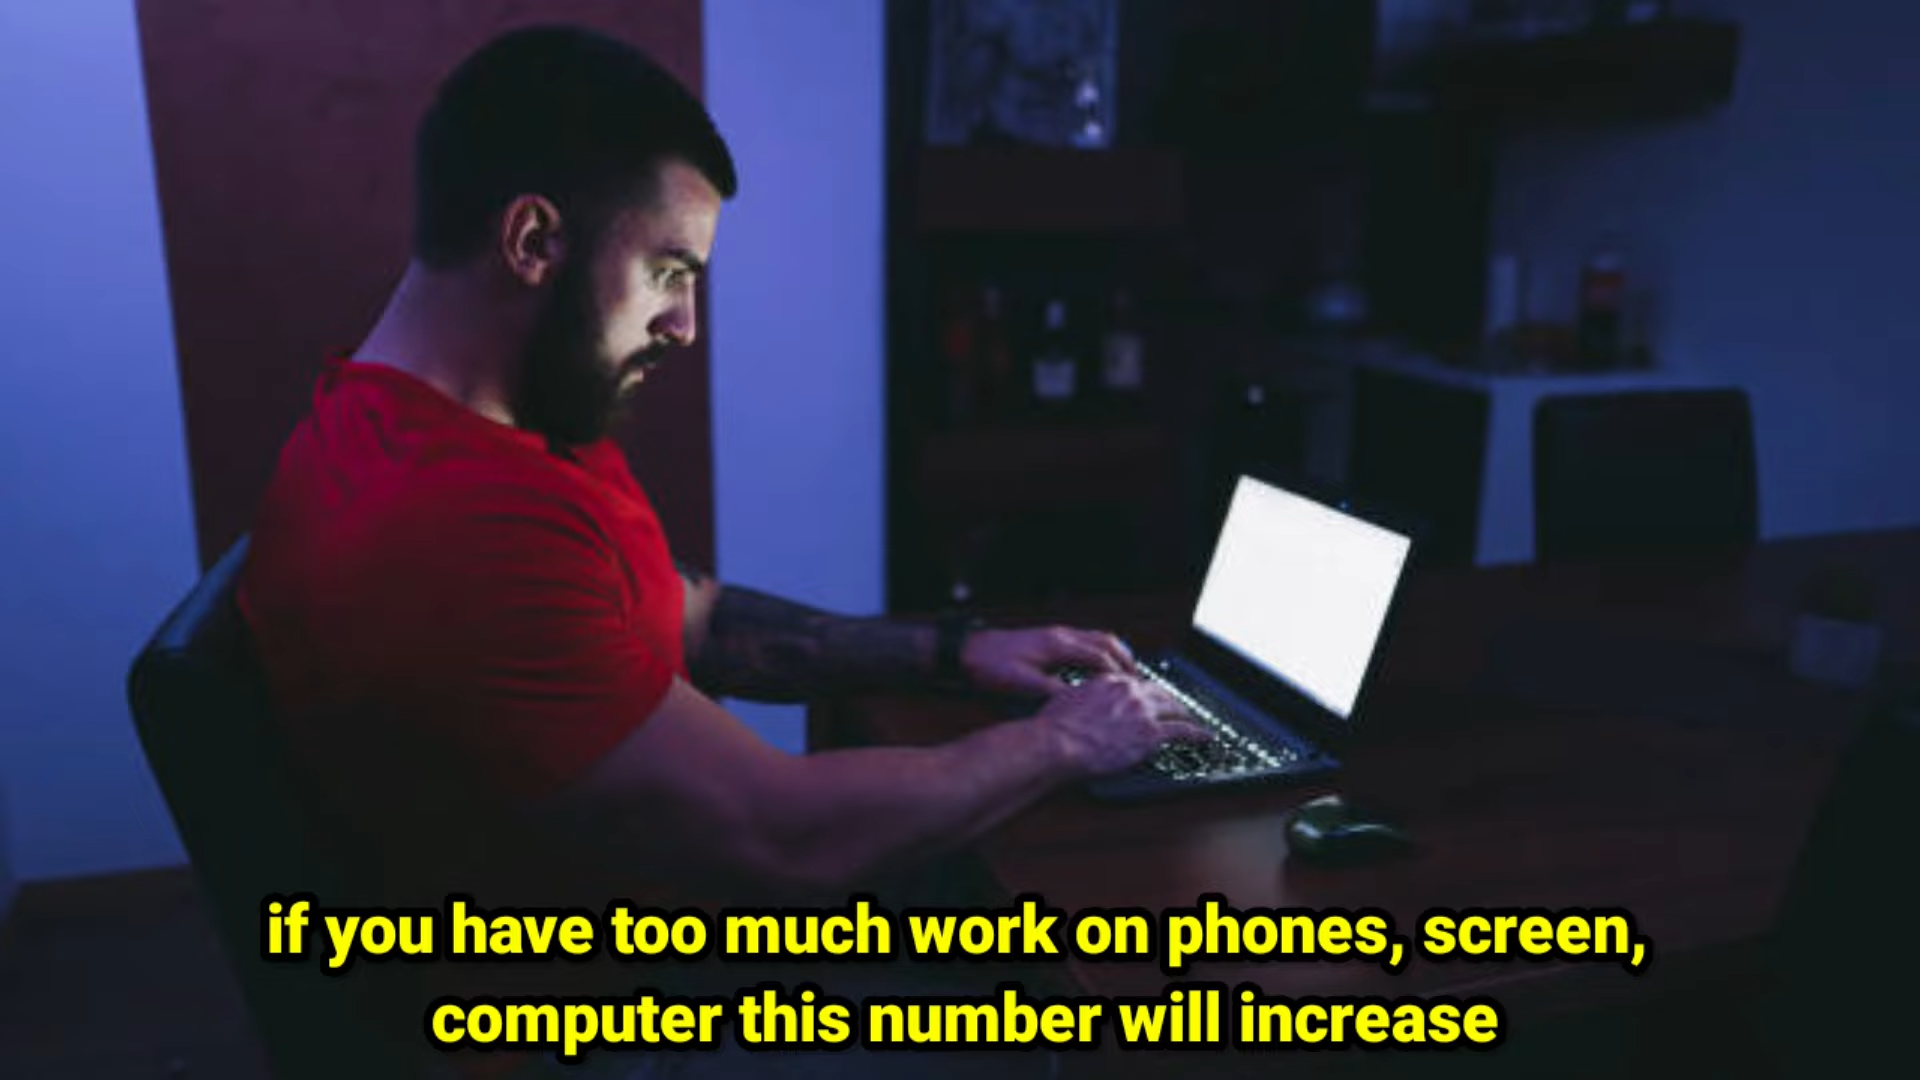 if you have too much work on phones, screen,
computer this number will increase